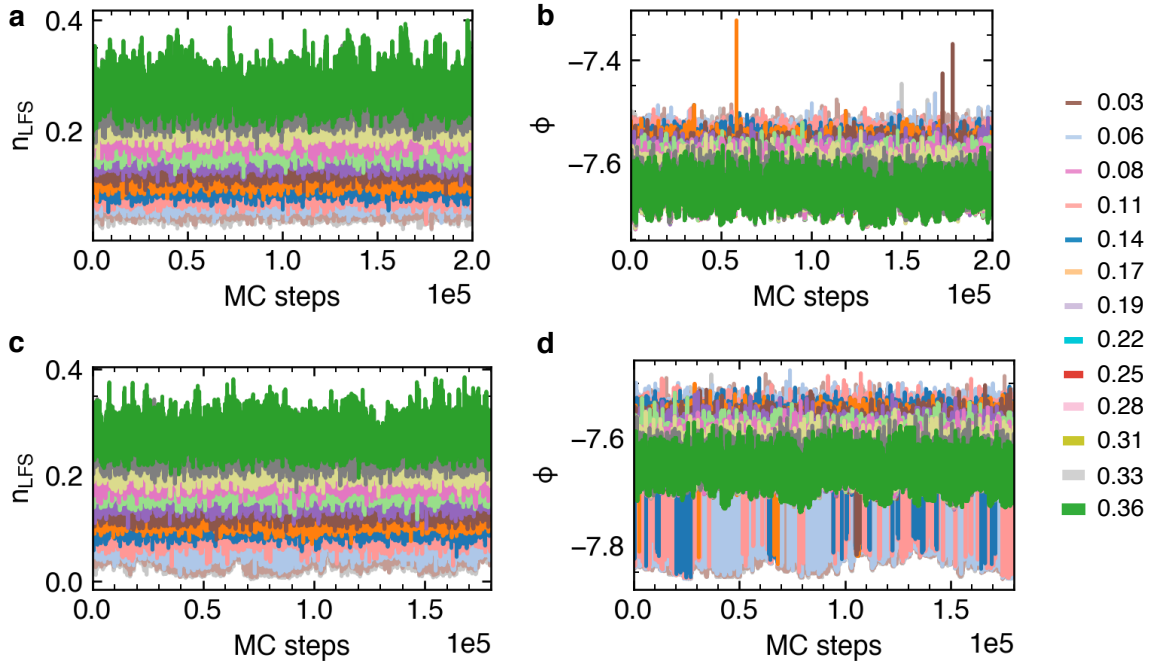 a
n_LFS
0.4
0.2
0.0 0.5 1.0 1.5 2.0
MC steps 1e5
b
ϕ
−7.4
−7.6
0.0 0.5 1.0 1.5 2.0
MC steps 1e5
c
n_LFS
0.4
0.2
0.0
0.0 0.5 1.0 1.5
MC steps 1e5
d
ϕ
−7.6
−7.8
0.0 0.5 1.0 1.5
MC steps 1e5
0.03
0.06
0.08
0.11
0.14
0.17
0.19
0.22
0.25
0.28
0.31
0.33
0.36